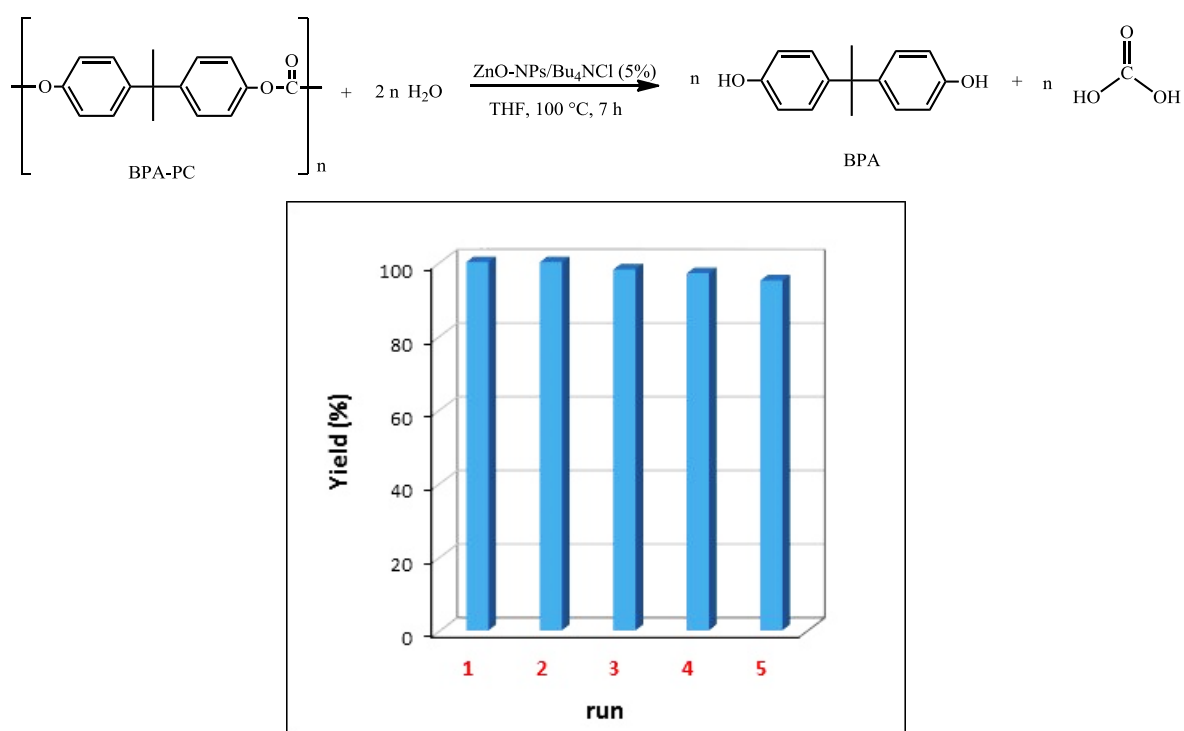 O
O
C
O
n
BPA-PC
+ 2 n H₂O
ZnO-NPs/Bu₄NCl (5%)
THF, 100 °C, 7 h
n HO
OH
BPA
+ n
O
C
HO
OH
100
80
60
40
20
0
Yield (%)
1 2 3 4 5
run